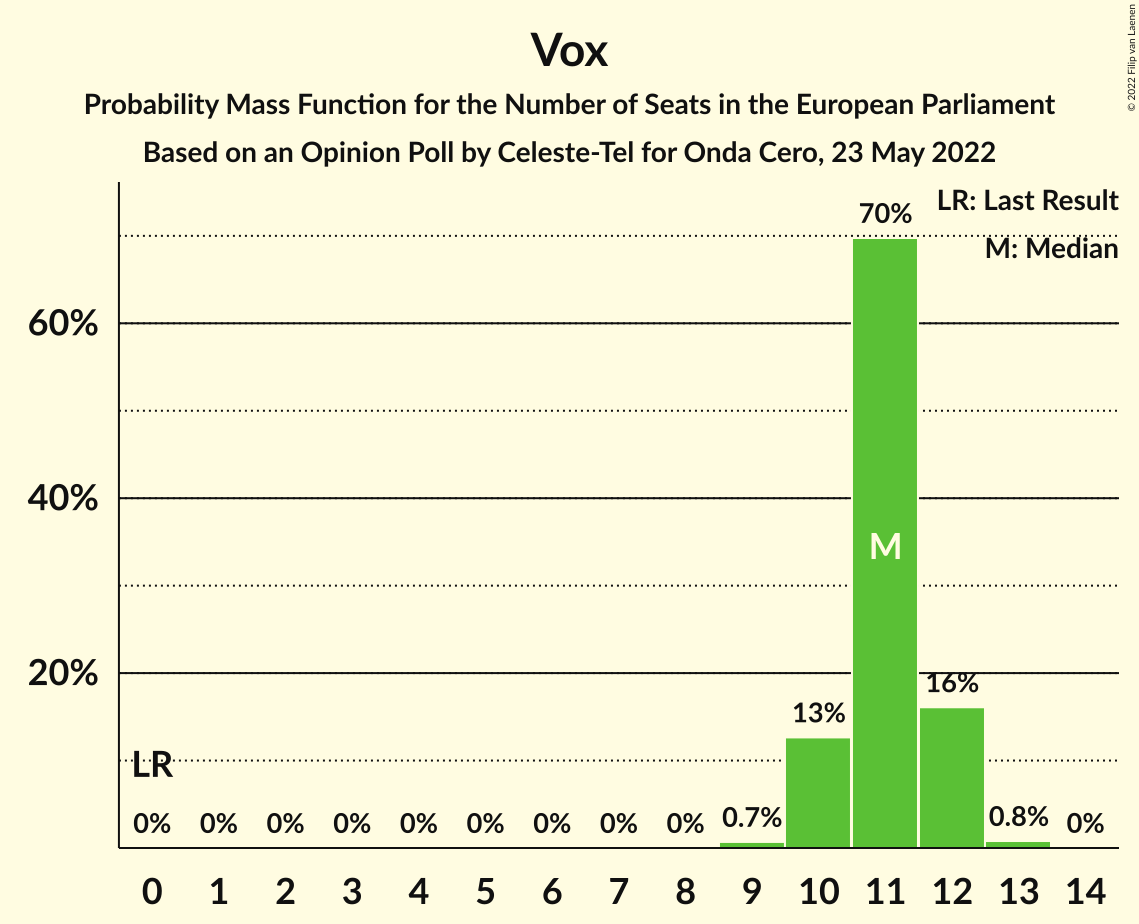 Vox
Probability Mass Function for the Number of Seats in the European Parliament
Based on an Opinion Poll by Celeste-Tel for Onda Cero, 23 May 2022
© 2022 Filip van Laenen
LR: Last Result
M: Median
70%
60%
40%
M
20%
16%
13%
LR
0% 0% 0% 0% 0% 0% 0% 0% 0% 0.7% 0.8% 0%
0 1 2 3 4 5 6 7 8 9 10 11 12 13 14